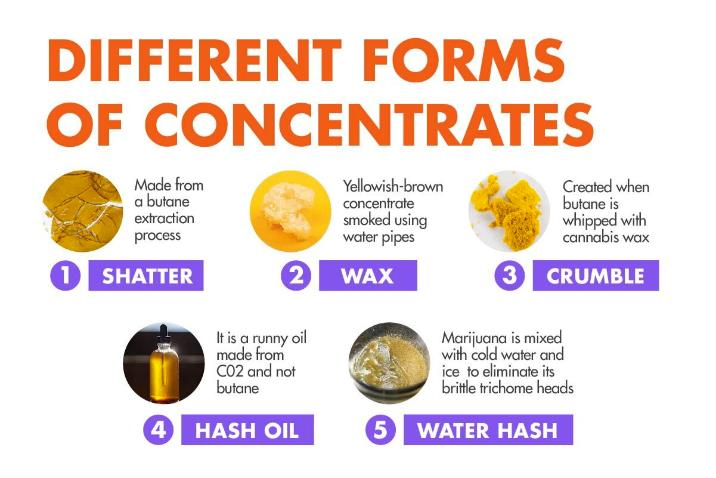 DIFFERENT FORMS
OF CONCENTRATES
Made from
a butane
extraction
process
1 SHATTER
Yellowish-brown
concentrate
smoked using
water pipes
2 WAX
Created when
butane is
whipped with
cannabis wax
3 CRUMBLE
It is a runny oil
made from
C02 and not
butane
4 HASH OIL
Marijuana is mixed
with cold water and
ice to eliminate its
brittle trichome heads
5 WATER HASH